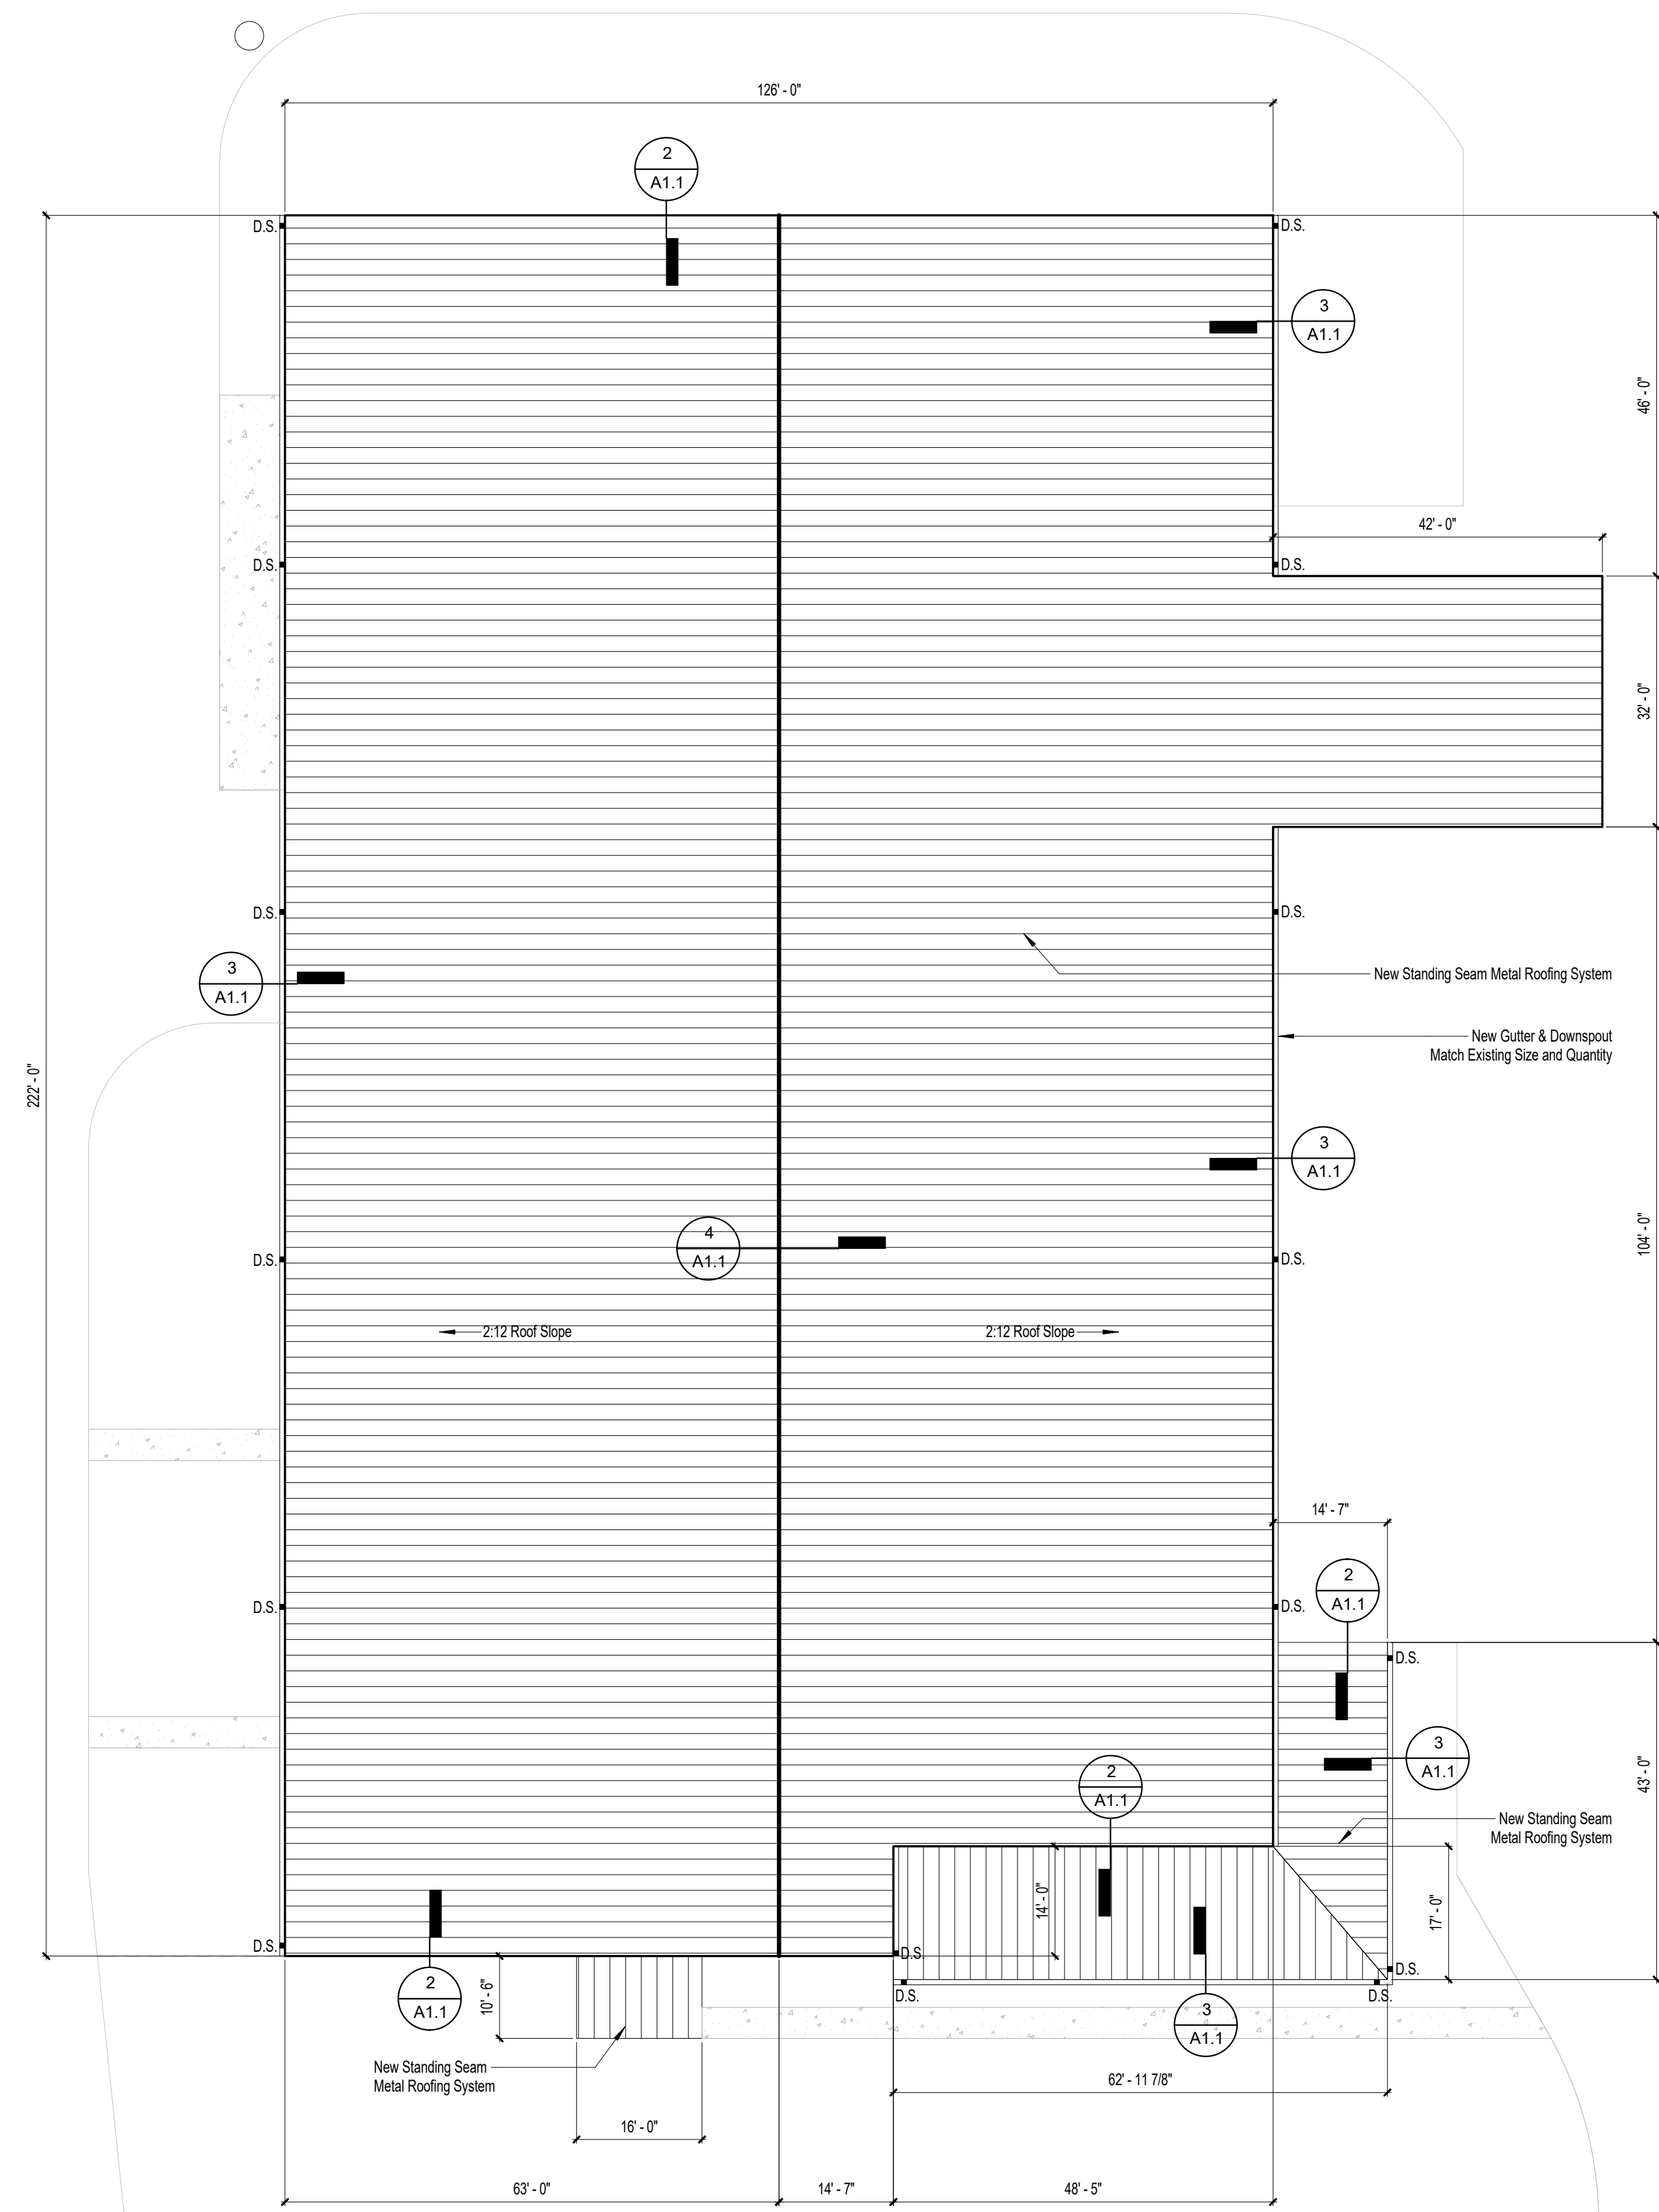 126' - 0"
2
A1.1
D.S.
D.S.
3
A1.1
46' - 0"
42' - 0"
D.S.
D.S.
32' - 0"
D.S.
D.S.
3
A1.1
New Standing Seam Metal Roofing System
New Gutter & Downspout
Match Existing Size and Quantity
222' - 0"
3
A1.1
4
A1.1
104' - 0"
D.S.
D.S.
2:12 Roof Slope
2:12 Roof Slope
14' - 7"
2
A1.1
D.S.
D.S.
D.S.
3
A1.1
2
A1.1
43' - 0"
New Standing Seam
Metal Roofing System
14' - 0"
17' - 0"
D.S.
D.S.
D.S.
2
A1.1
10' - 6"
D.S.
D.S.
3
A1.1
New Standing Seam
Metal Roofing System
62' - 11 7/8"
16' - 0"
63' - 0"
14' - 7"
48' - 5"